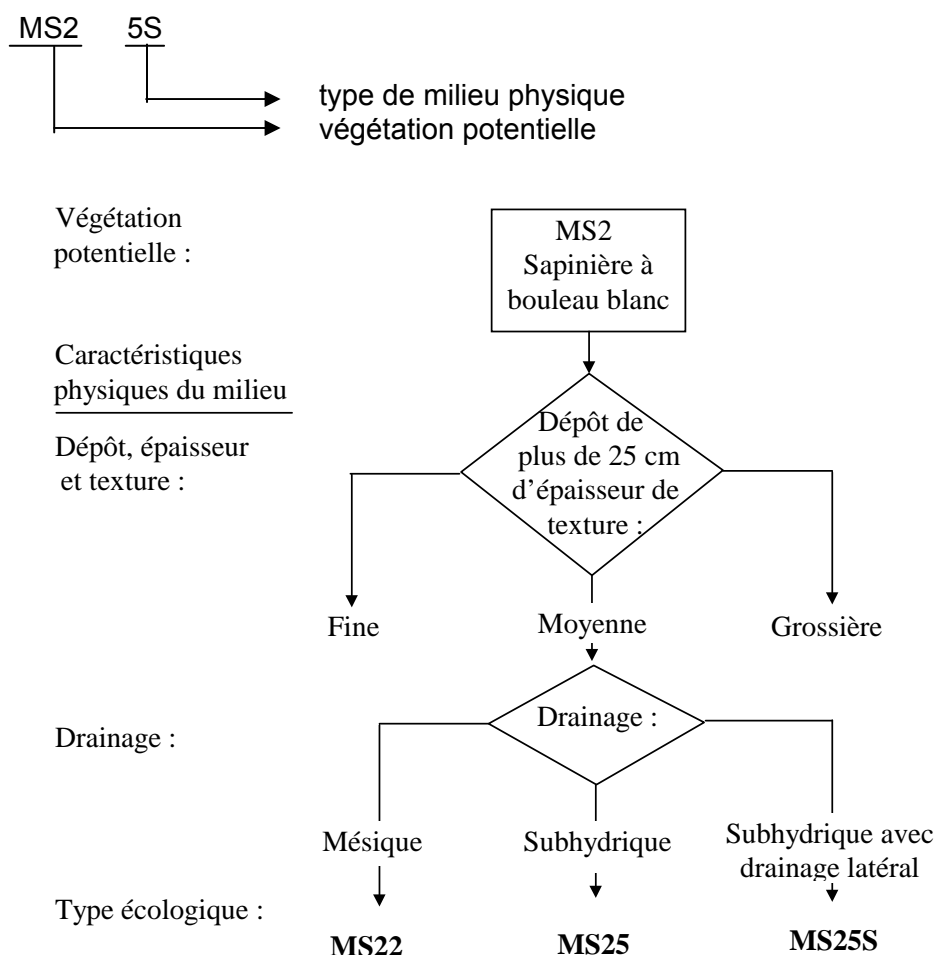 MS2 5S
type de milieu physique
végétation potentielle
Végétation
potentielle :
MS2
Sapinière à
bouleau blanc
Caractéristiques
physiques du milieu
Dépôt, épaisseur
et texture :
Dépôt de
plus de 25 cm
d'épaisseur de
texture :
Fine Moyenne Grossière
Drainage :
Drainage :
Mésique Subhydrique
Subhydrique avec
drainage latéral
Type écologique :
MS22 MS25 MS25S